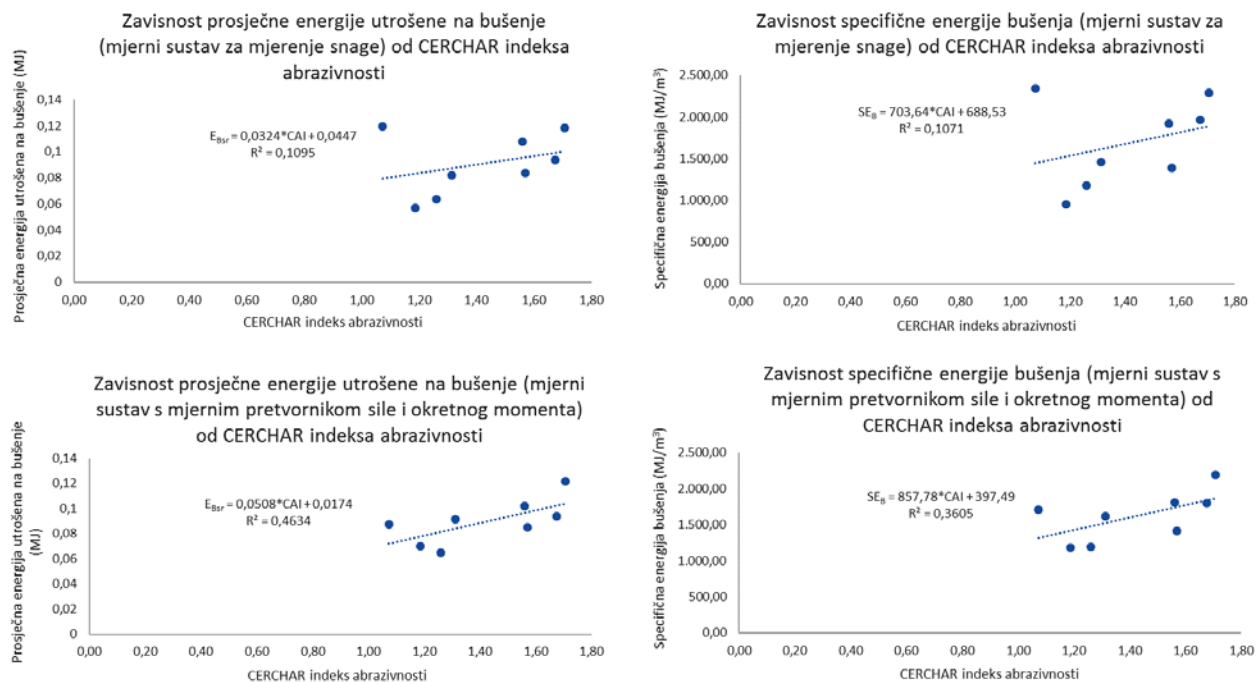 Zavisnost prosječne energije utrošene na bušenje
(mjerni sustav za mjerenje snage) od CERCHAR indeksa
abrazivnosti
Prosječna energija utrošena na bušenje (MJ)
0,14
0,12
0,1
0,08
0,06
0,04
0,02
0
E_Bsr = 0,0324*CAI + 0,0447
R² = 0,1095
0,00 0,20 0,40 0,60 0,80 1,00 1,20 1,40 1,60 1,80
CERCHAR indeks abrazivnosti
Zavisnost specifične energije bušenja (mjerni sustav za
mjerenje snage) od CERCHAR indeksa abrazivnosti
Specifična energija bušenja (MJ/m³)
2.500,00
2.000,00
1.500,00
1.000,00
500,00
0,00
SE_B = 703,64*CAI + 688,53
R² = 0,1071
0,00 0,20 0,40 0,60 0,80 1,00 1,20 1,40 1,60 1,80
CERCHAR indeks abrazivnosti
Zavisnost prosječne energije utrošene na bušenje (mjerni
sustav s mjernim pretvornikom sile i okretnog momenta)
od CERCHAR indeksa abrazivnosti
Prosječna energija utrošena na bušenje
(MJ)
0,14
0,12
0,1
0,08
0,06
0,04
0,02
0
E_Bsr = 0,0508*CAI + 0,0174
R² = 0,4634
0,00 0,20 0,40 0,60 0,80 1,00 1,20 1,40 1,60 1,80
CERCHAR indeks abrazivnosti
Zavisnost specifične energije bušenja (mjerni sustav s
mjernim pretvornikom sile i okretnog momenta) od
CERCHAR indeksa abrazivnosti
Specifična energija bušenja (MJ/m³)
2.500,00
2.000,00
1.500,00
1.000,00
500,00
0,00
SE_B = 857,78*CAI + 397,49
R² = 0,3605
0,00 0,20 0,40 0,60 0,80 1,00 1,20 1,40 1,60 1,80
CERCHAR indeks abrazivnosti